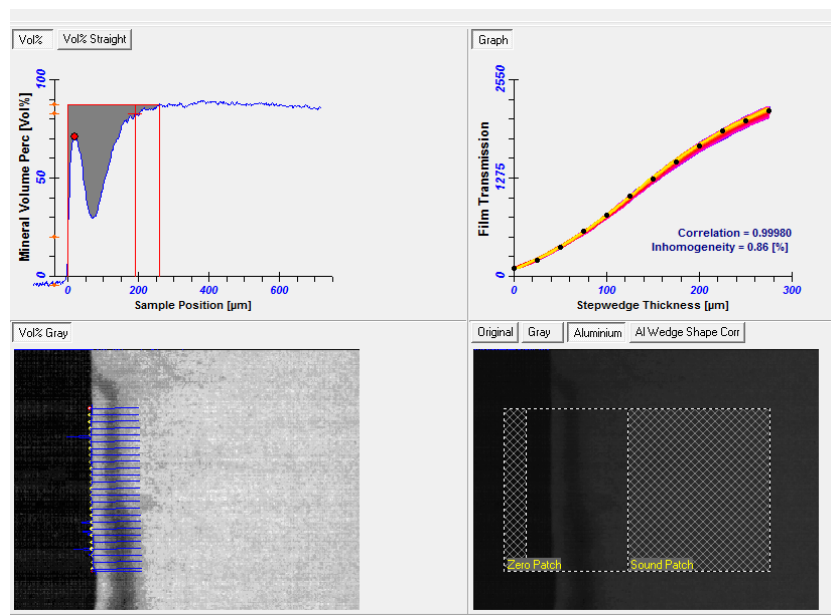 Vol% Vol% Straight
Mineral Volume Perc [Vol%]
100
50
0
0 200 400 600
Sample Position [µm]
Graph
Film Transmission
2550
1275
0
Correlation = 0.99980
Inhomogeneity = 0.86 [%]
0 100 200 300
Stepwedge Thickness [µm]
Vol% Gray
Original Gray Aluminium Al Wedge Shape Corr
Zero Patch Sound Patch